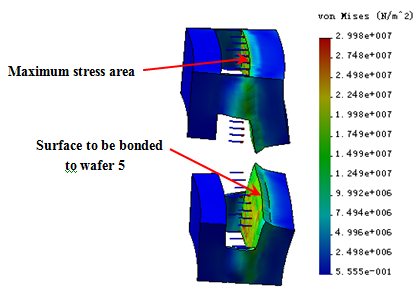 von Mises (N/m^2)
2.998e+007
2.748e+007
2.498e+007
2.248e+007
1.998e+007
1.749e+007
1.499e+007
1.249e+007
9.992e+006
7.494e+006
4.996e+006
2.498e+006
5.555e-001
Maximum stress area
Surface to be bonded
to wafer 5